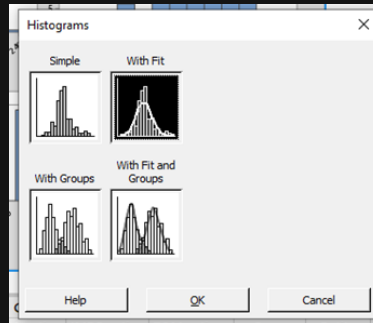 Histograms
Simple
With Fit
With Groups
With Fit and
Groups
Help
OK
Cancel